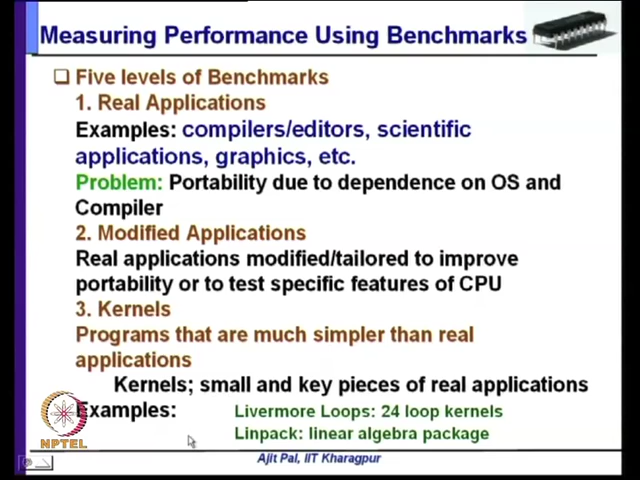 Measuring Performance Using Benchmarks
❑ Five levels of Benchmarks
1. Real Applications
Examples: compilers/editors, scientific
applications, graphics, etc.
Problem: Portability due to dependence on OS and
Compiler
2. Modified Applications
Real applications modified/tailored to improve
portability or to test specific features of CPU
3. Kernels
Programs that are much simpler than real
applications
Kernels; small and key pieces of real applications
Examples: Livermore Loops: 24 loop kernels
Linpack: linear algebra package
NPTEL
Ajit Pal, IIT Kharagpur